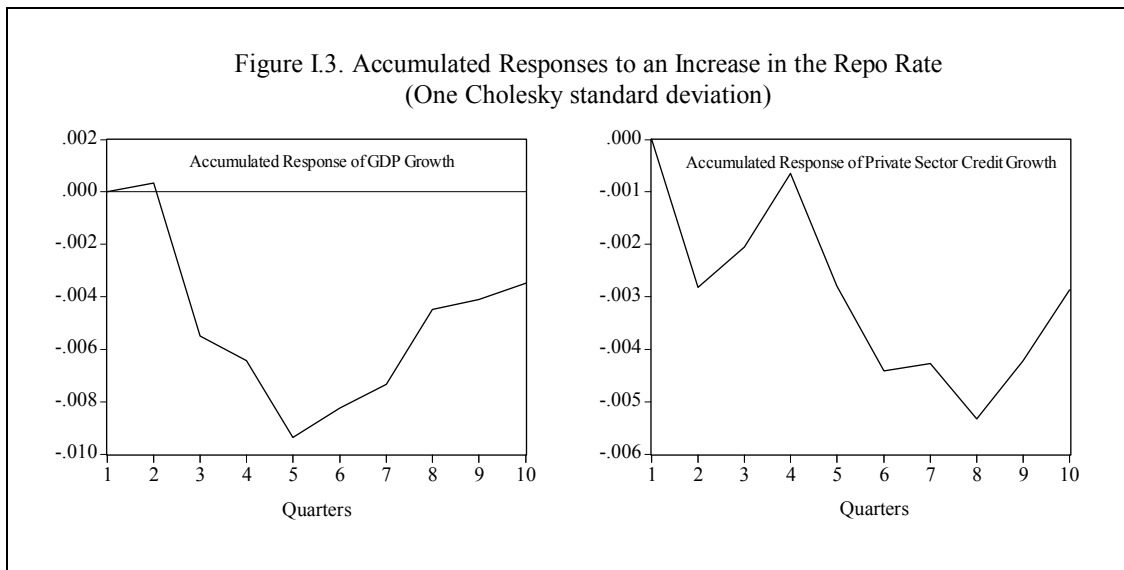 Figure I.3. Accumulated Responses to an Increase in the Repo Rate
(One Cholesky standard deviation)
Accumulated Response of GDP Growth
.002
.000
-.002
-.004
-.006
-.008
-.010
1 2 3 4 5 6 7 8 9 10
Quarters
Accumulated Response of Private Sector Credit Growth
.000
-.001
-.002
-.003
-.004
-.005
-.006
1 2 3 4 5 6 7 8 9 10
Quarters